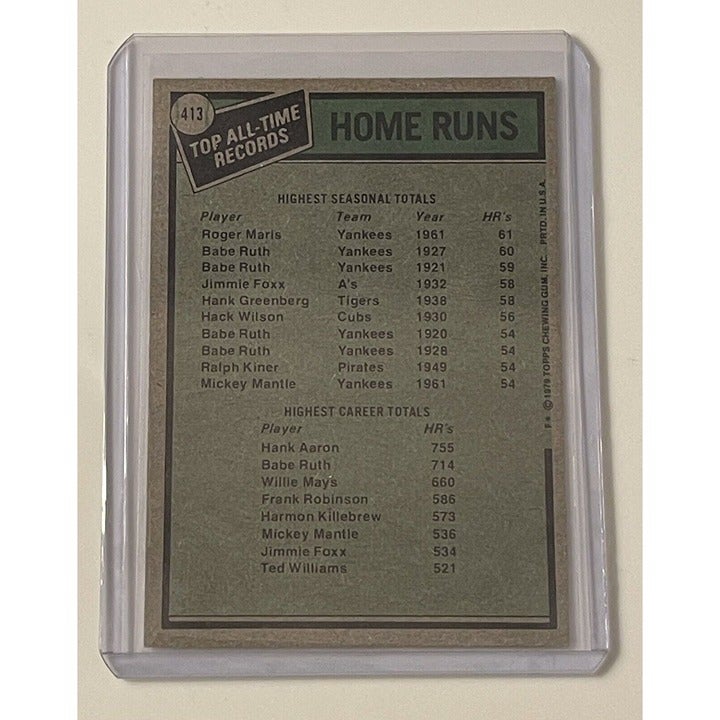 413
TOP ALL-TIME
RECORDS
HOME RUNS
HIGHEST SEASONAL TOTALS
Player Team Year HR's
Roger Maris Yankees 1961 61
Babe Ruth Yankees 1927 60
Babe Ruth Yankees 1921 59
Jimmie Foxx A's 1932 58
Hank Greenberg Tigers 1938 58
Hack Wilson Cubs 1930 56
Babe Ruth Yankees 1920 54
Babe Ruth Yankees 1928 54
Ralph Kiner Pirates 1949 54
Mickey Mantle Yankees 1961 54
HIGHEST CAREER TOTALS
Player HR's
Hank Aaron 755
Babe Ruth 714
Willie Mays 660
Frank Robinson 586
Harmon Killebrew 573
Mickey Mantle 536
Jimmie Foxx 534
Ted Williams 521
F* © 1979 TOPPS CHEWING GUM, INC. PRTD. IN U.S.A.